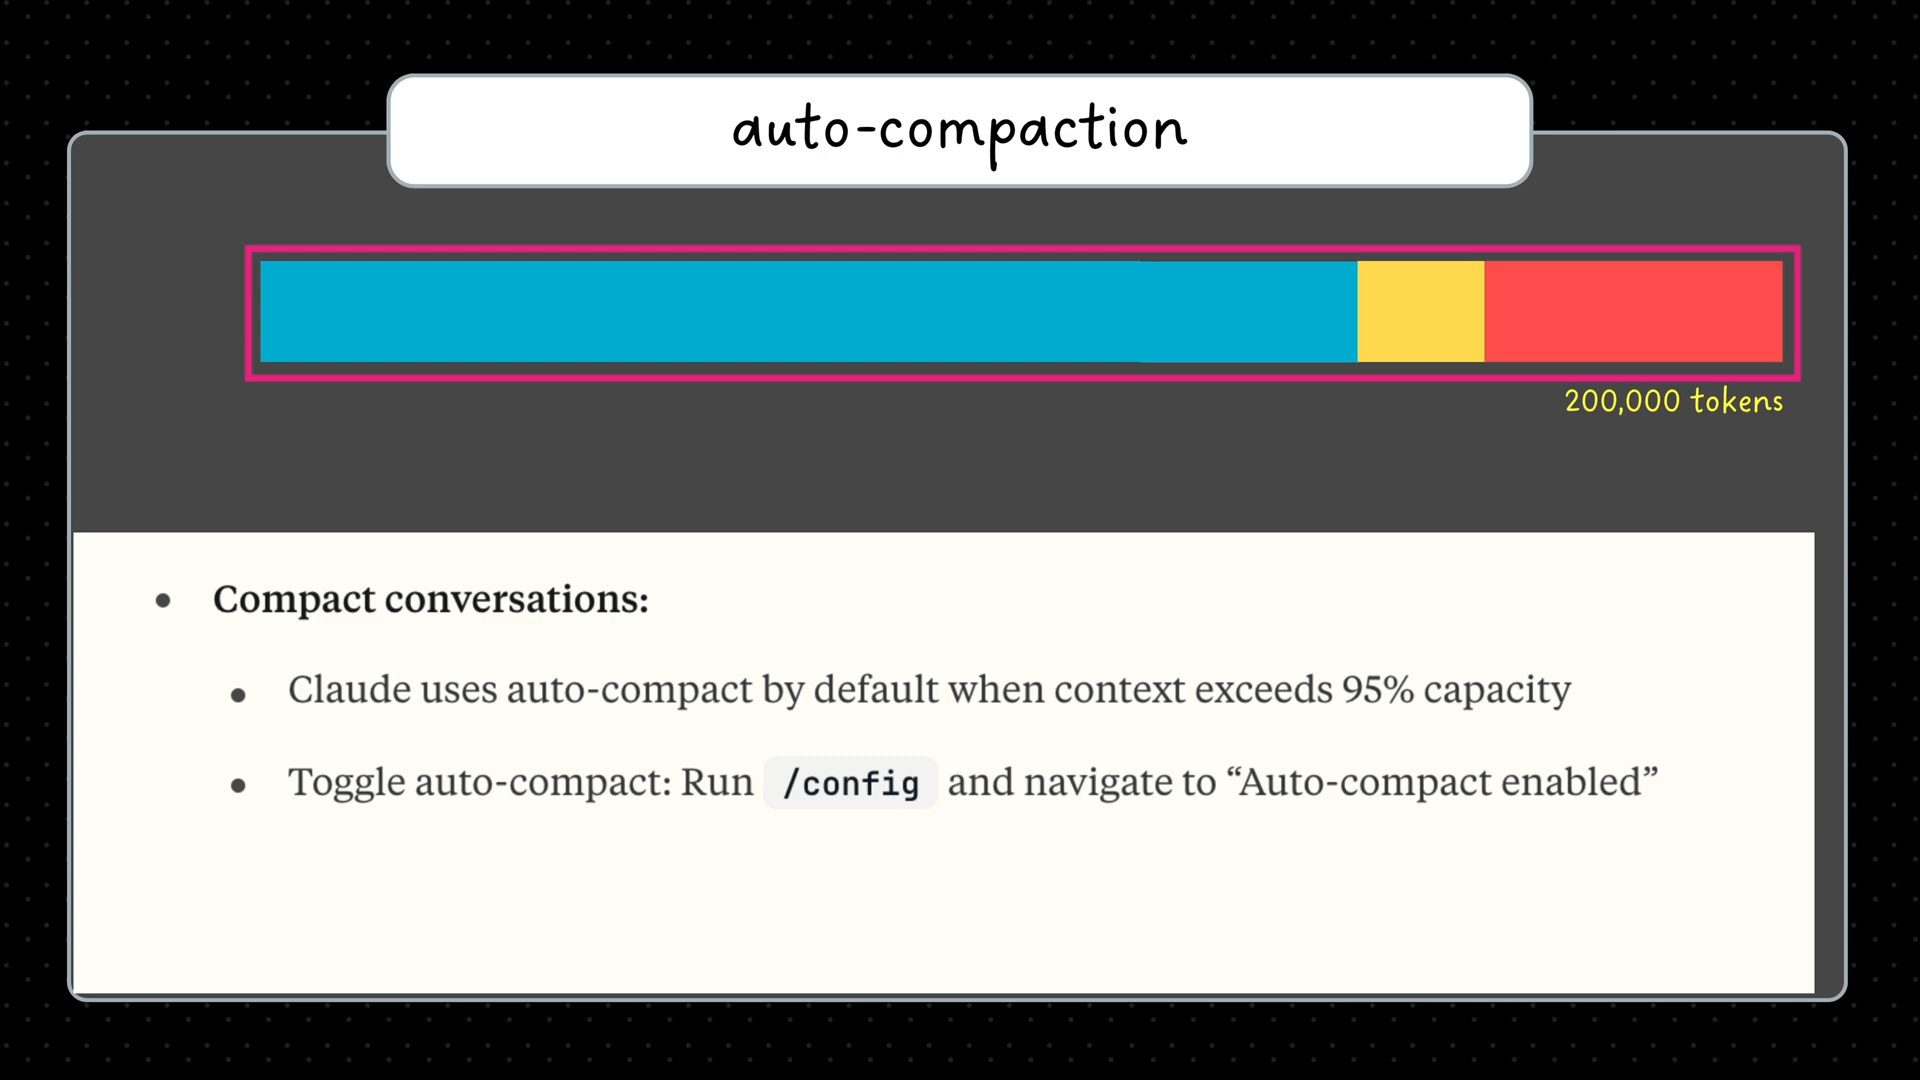 auto-compaction
200,000 tokens
• Compact conversations:
• Claude uses auto-compact by default when context exceeds 95% capacity
• Toggle auto-compact: Run /config and navigate to “Auto-compact enabled”